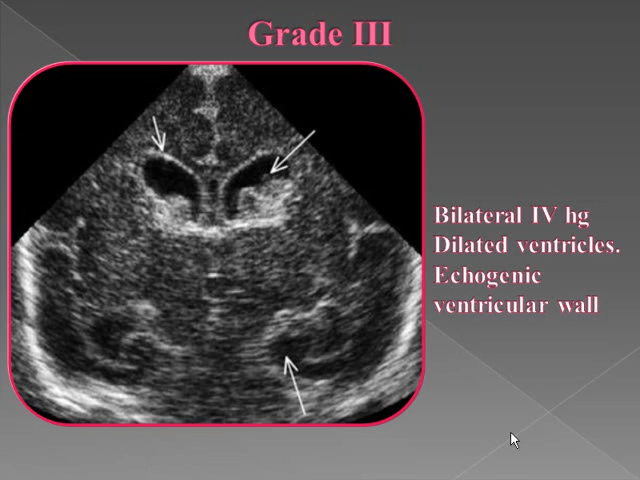 Grade III
Bilateral IV hg
Dilated ventricles.
Echogenic
ventricular wall